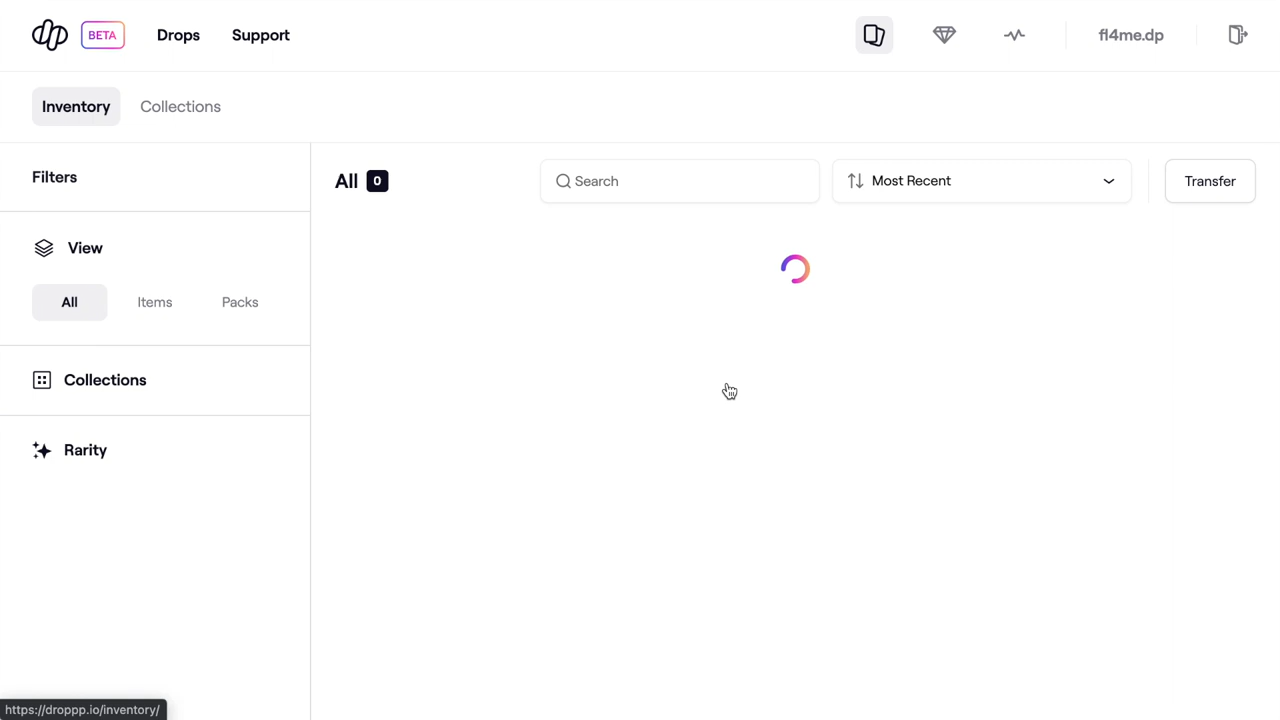 dp BETA Drops Support fl4me.dp
Inventory Collections
Filters
All 0 Search Most Recent Transfer
View
All Items Packs
Collections
Rarity
https://droppp.io/inventory/